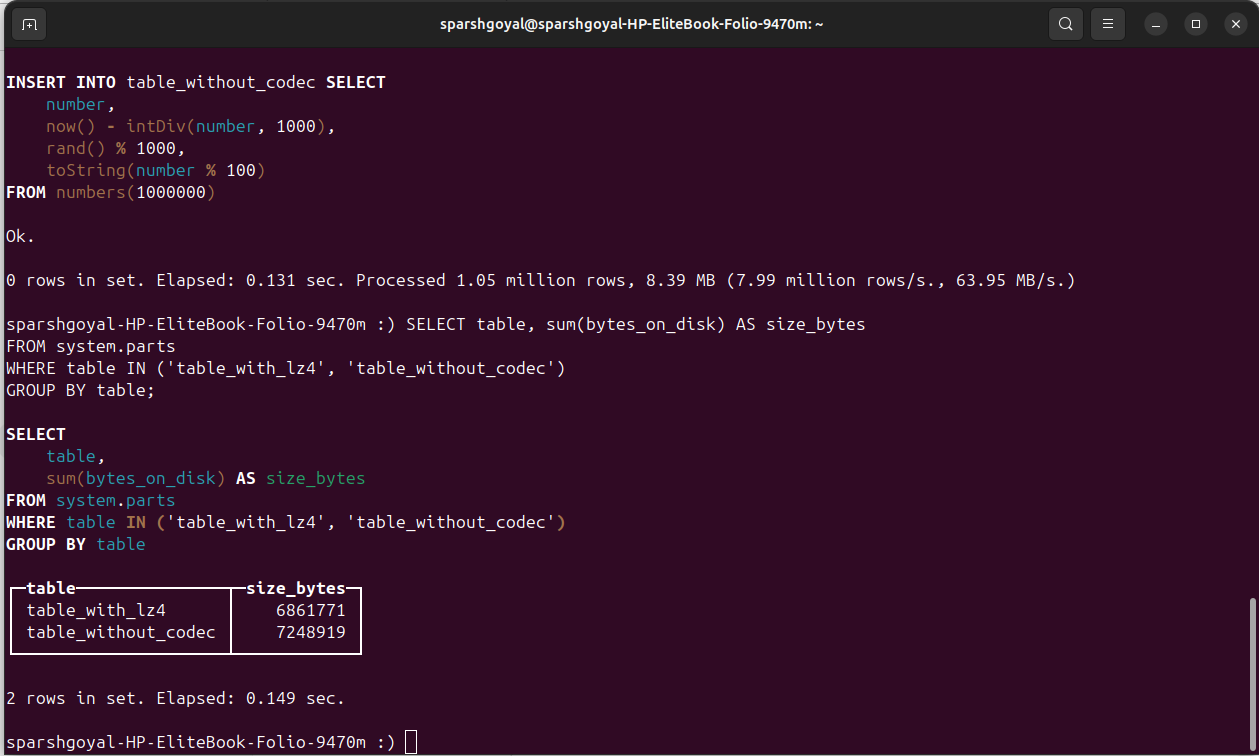 sparshgoyal@sparshgoyal-HP-EliteBook-Folio-9470m: ~
INSERT INTO table_without_codec SELECT
    number,
    now() - intDiv(number, 1000),
    rand() % 1000,
    toString(number % 100)
FROM numbers(1000000)
Ok.
0 rows in set. Elapsed: 0.131 sec. Processed 1.05 million rows, 8.39 MB (7.99 million rows/s., 63.95 MB/s.)
sparshgoyal-HP-EliteBook-Folio-9470m :) SELECT table, sum(bytes_on_disk) AS size_bytes
FROM system.parts
WHERE table IN ('table_with_lz4', 'table_without_codec')
GROUP BY table;
SELECT
    table,
    sum(bytes_on_disk) AS size_bytes
FROM system.parts
WHERE table IN ('table_with_lz4', 'table_without_codec')
GROUP BY table
table size_bytes
table_with_lz4 6861771
table_without_codec 7248919
2 rows in set. Elapsed: 0.149 sec.
sparshgoyal-HP-EliteBook-Folio-9470m :)